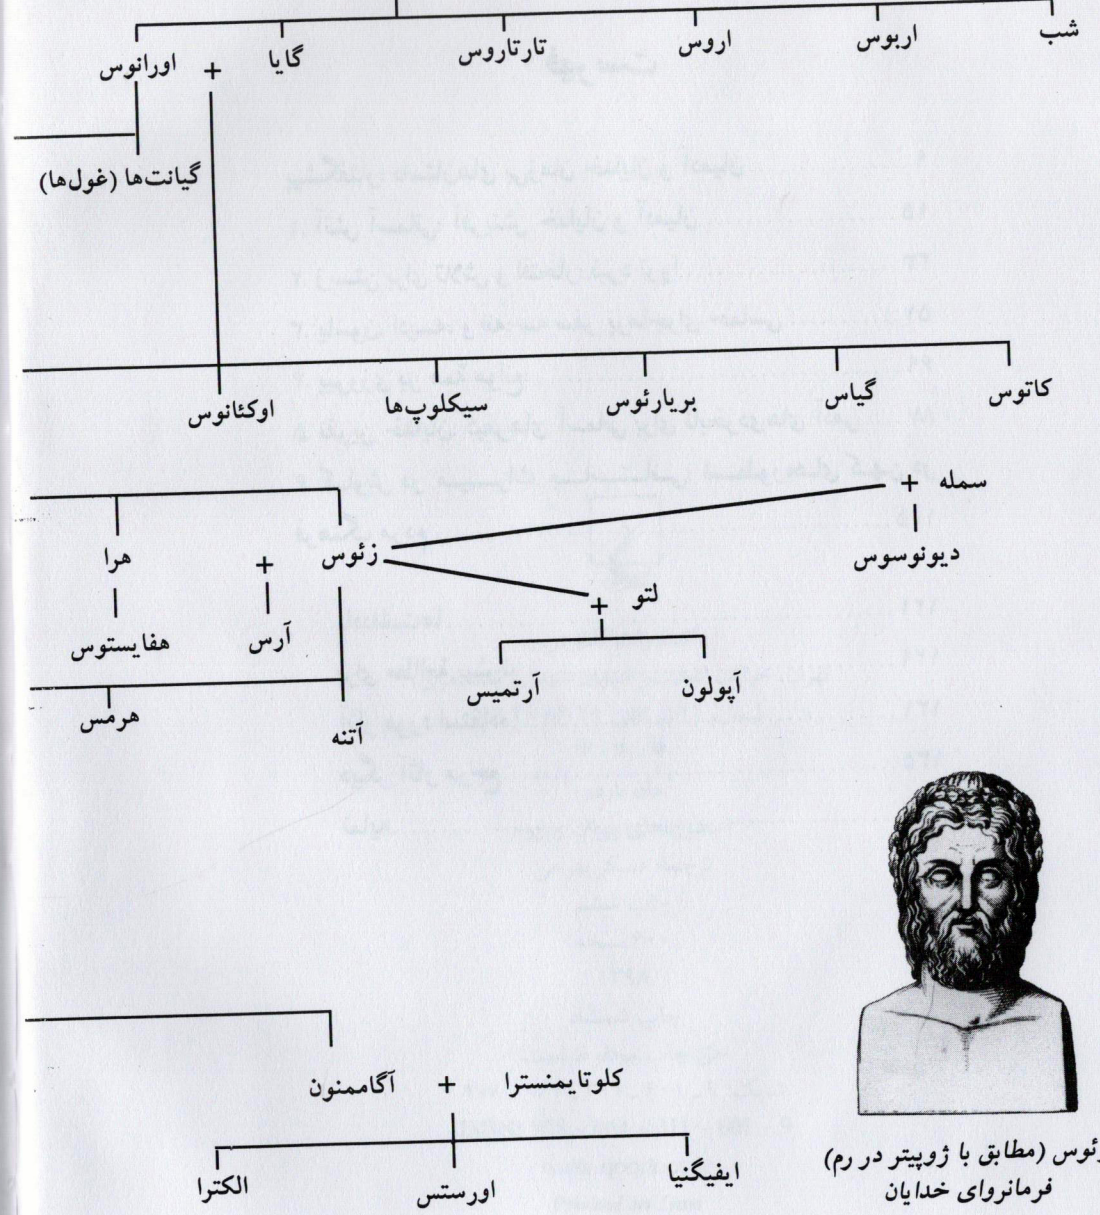 شب اربوس اروس تارتاروس گایا + اورانوس
گیانت‌ها (غول‌ها)
کاتوس گیاس بریارئوس سیکلوپ‌ها اوکئانوس
سمله +
دیونوسوس
زئوس + هرا
لتو +
آرس هفایستوس
آپولون آرتمیس
هرمس
آتنه
کلوتایمنسترا + آگاممنون
ایفیگنیا اورستس الکترا
ئوس (مطابق با ژوپیتر در رم)
فرمانروای خدایان